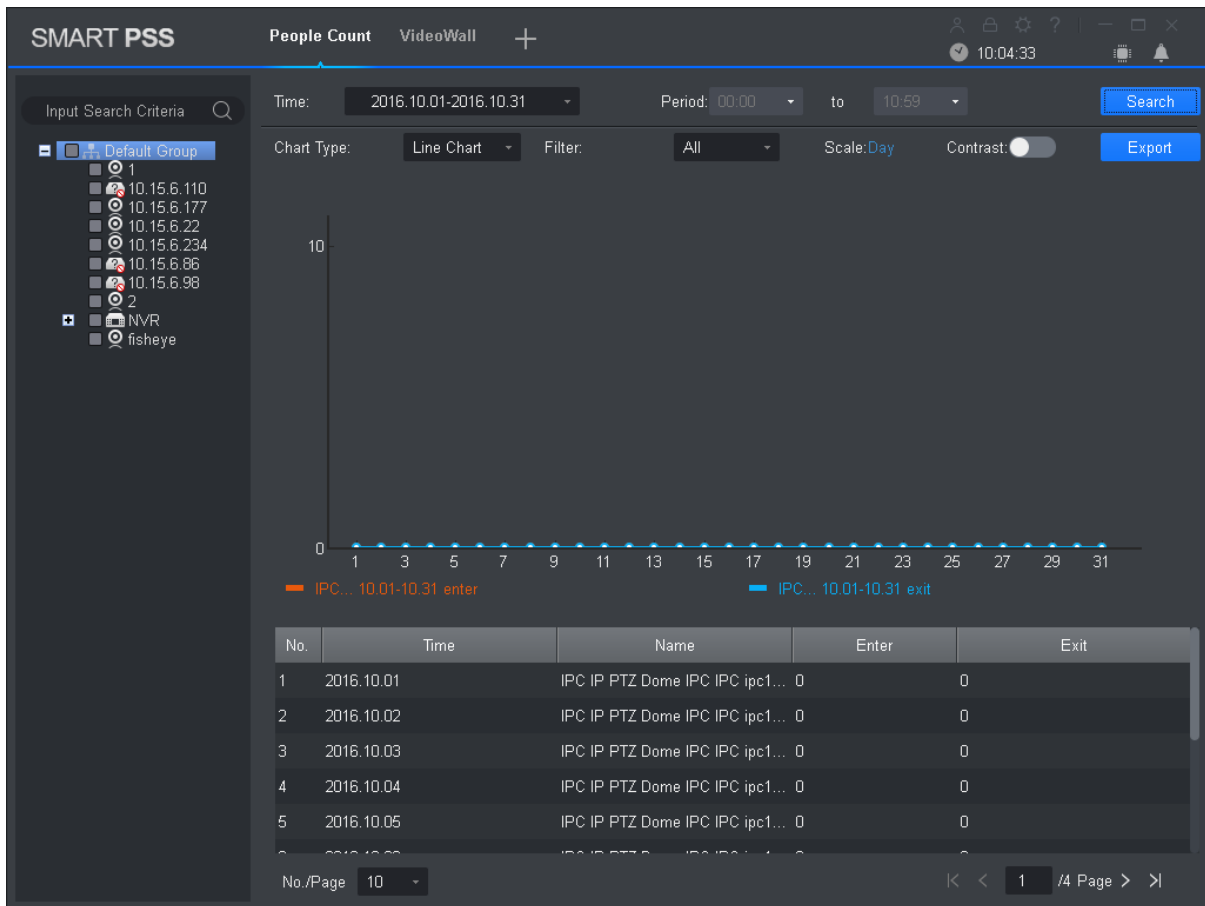 SMART PSS
People Count VideoWall
10:04:33
Input Search Criteria
Default Group
1
10.15.6.110
10.15.6.177
10.15.6.22
10.15.6.234
10.15.6.86
10.15.6.98
2
NVR
fisheye
Time: 2016.10.01-2016.10.31 Period: 00:00 to 10:59 Search
Chart Type: Line Chart Filter: All Scale:Day Contrast: Export
10
0
1 3 5 7 9 11 13 15 17 19 21 23 25 27 29 31
IPC... 10.01-10.31 enter IPC... 10.01-10.31 exit
No. Time Name Enter Exit
1 2016.10.01 IPC IP PTZ Dome IPC IPC ipc1... 0 0
2 2016.10.02 IPC IP PTZ Dome IPC IPC ipc1... 0 0
3 2016.10.03 IPC IP PTZ Dome IPC IPC ipc1... 0 0
4 2016.10.04 IPC IP PTZ Dome IPC IPC ipc1... 0 0
5 2016.10.05 IPC IP PTZ Dome IPC IPC ipc1... 0 0
No./Page 10 1 /4 Page